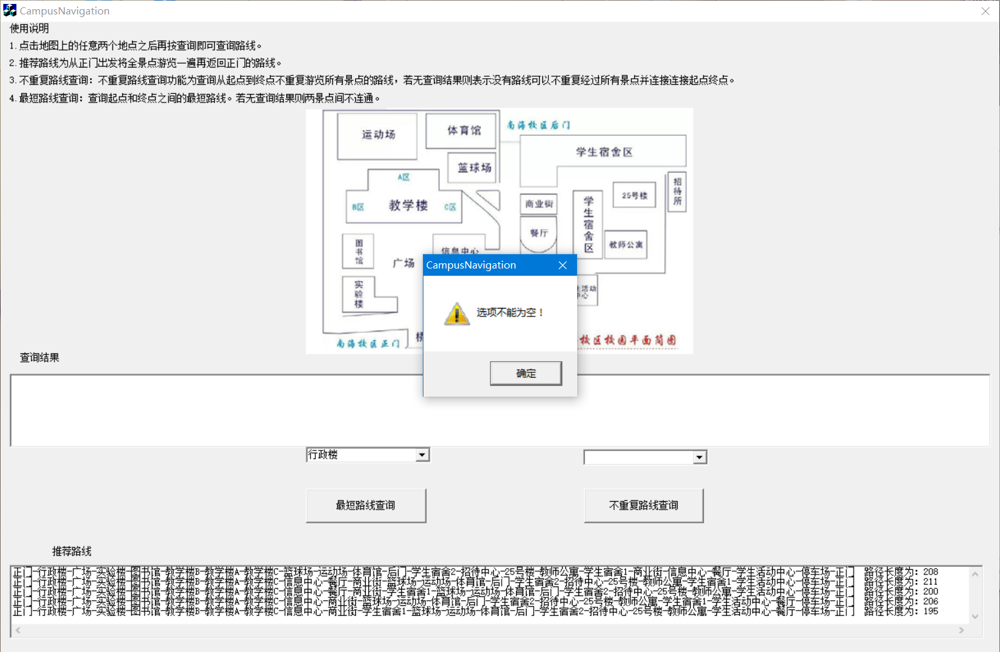 CampusNavigation
使用说明
1.点击地图上的任意两个地点之后再按查询即可查询路线。
2.推荐路线为从正门出发将全景点游览一遍再返回正门的路线。
3.不重复路线查询：不重复路线查询功能为查询从起点到终点不重复游览所有景点的路线，若无查询结果则表示没有路线可以不重复经过所有景点并连接连接起点终点。
4.最短路线查询：查询起点和终点之间的最短路线。若无查询结果则两景点间不连通。
运动场
体育馆
南海校区后门
学生宿舍区
篮球场
A区
招待所
25号楼
B区
教学楼
C区
商业街
学生宿舍区
餐厅
图书馆
信息中心
教师公寓
广场
实验楼
活动
中心
南海校区正门
桥
校区校园平面简图
CampusNavigation
选项不能为空！
确定
查询结果
行政楼
最短路线查询
不重复路线查询
推荐路线
正门-行政楼-广场-实验楼-图书馆-教学楼B-教学楼A-教学楼C-篮球场-运动场-体育馆-后门-学生宿舍2-招待中心-25号楼-教师公寓-学生宿舍1-商业街-信息中心-餐厅-学生活动中心-停车场-正门 路径长度为：208
正门-行政楼-广场-实验楼-图书馆-教学楼B-教学楼A-教学楼C-信息中心-餐厅-商业街-篮球场-运动场-体育馆-后门-学生宿舍2-招待中心-25号楼-教师公寓-学生宿舍1-学生活动中心-停车场-正门 路径长度为：211
正门-行政楼-广场-实验楼-图书馆-教学楼B-教学楼A-教学楼C-信息中心-餐厅-商业街-学生宿舍1-篮球场-运动场-体育馆-后门-学生宿舍2-招待中心-25号楼-教师公寓-学生活动中心-停车场-正门 路径长度为：200
正门-行政楼-广场-实验楼-图书馆-教学楼B-教学楼A-教学楼C-信息中心-商业街-篮球场-运动场-体育馆-后门-学生宿舍2-招待中心-25号楼-教师公寓-学生宿舍1-学生活动中心-餐厅-停车场-正门 路径长度为：206
正门-行政楼-广场-实验楼-图书馆-教学楼B-教学楼A-教学楼C-信息中心-商业街-学生宿舍1-篮球场-运动场-体育馆-后门-学生宿舍2-招待中心-25号楼-教师公寓-学生活动中心-餐厅-停车场-正门 路径长度为：195